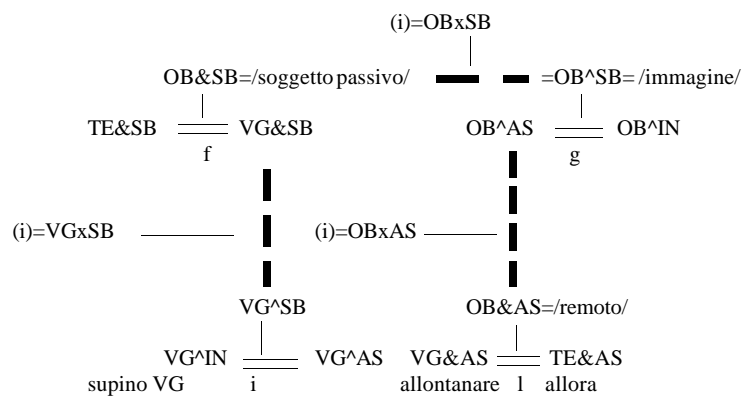 (i)=OBxSB
OB&SB=/soggetto passivo/ =OB^SB= /immagine/
TE&SB VG&SB OB^AS OB^IN
f g
(i)=VGxSB (i)=OBxAS
VG^SB OB&AS=/remoto/
VG^IN VG^AS VG&AS TE&AS
supino VG i allontanare l allora